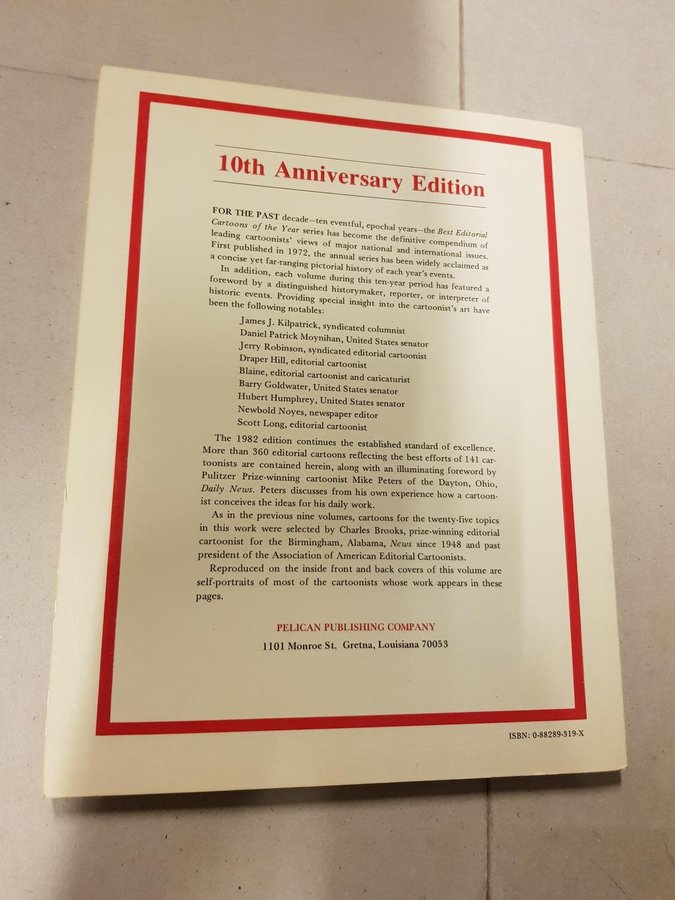 10th Anniversary Edition
FOR THE PAST decade—ten eventful, epochal years—the Best Editorial
Cartoons of the Year series has become the definitive compendium of
leading cartoonists' views of major national and international issues.
First published in 1972, the annual series has been widely acclaimed as
a concise yet far-ranging pictorial history of each year's events.
In addition, each volume during this ten-year period has featured a
foreword by a distinguished historymaker, reporter, or interpreter of
historic events. Providing special insight into the cartoonist's art have
been the following notables:
James J. Kilpatrick, syndicated columnist
Daniel Patrick Moynihan, United States senator
Jerry Robinson, syndicated editorial cartoonist
Draper Hill, editorial cartoonist
Blaine, editorial cartoonist and caricaturist
Barry Goldwater, United States senator
Hubert Humphrey, United States senator
Newbold Noyes, newspaper editor
Scott Long, editorial cartoonist
The 1982 edition continues the established standard of excellence.
More than 360 editorial cartoons reflecting the best efforts of 141 car-
toonists are contained herein, along with an illuminating foreword by
Pulitzer Prize-winning cartoonist Mike Peters of the Dayton, Ohio,
Daily News. Peters discusses from his own experience how a cartoon-
ist conceives the ideas for his daily work.
As in the previous nine volumes, cartoons for the twenty-five topics
in this work were selected by Charles Brooks, prize-winning editorial
cartoonist for the Birmingham, Alabama, News since 1948 and past
president of the Association of American Editorial Cartoonists.
Reproduced on the inside front and back covers of this volume are
self-portraits of most of the cartoonists whose work appears in these
pages.
PELICAN PUBLISHING COMPANY
1101 Monroe St. Gretna, Louisiana 70053
ISBN: 0-88289-319-X